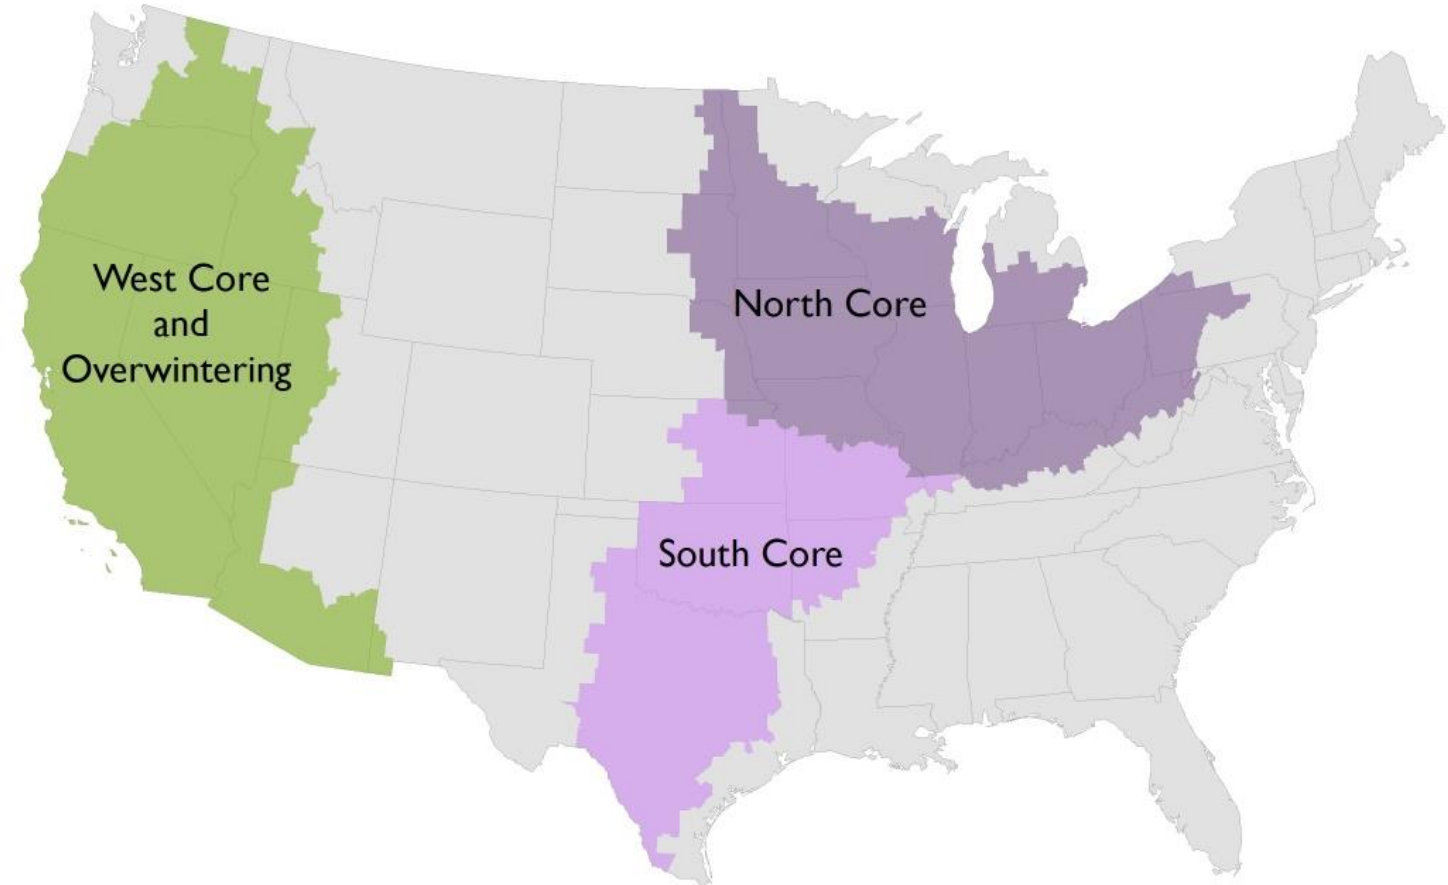 West Core
and
Overwintering
North Core
South Core